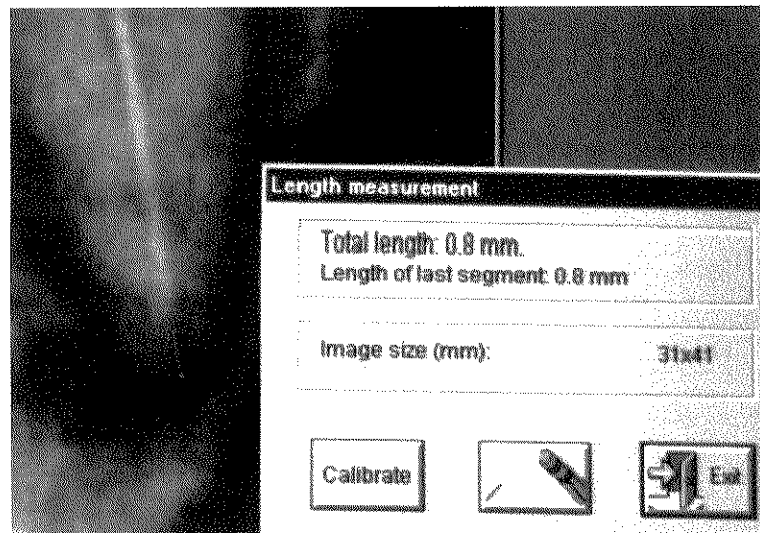 Length measurement
Total length: 0.8 mm.
Length of last segment: 0.8 mm
Image size (mm): 31x41
Calibrate
Exit